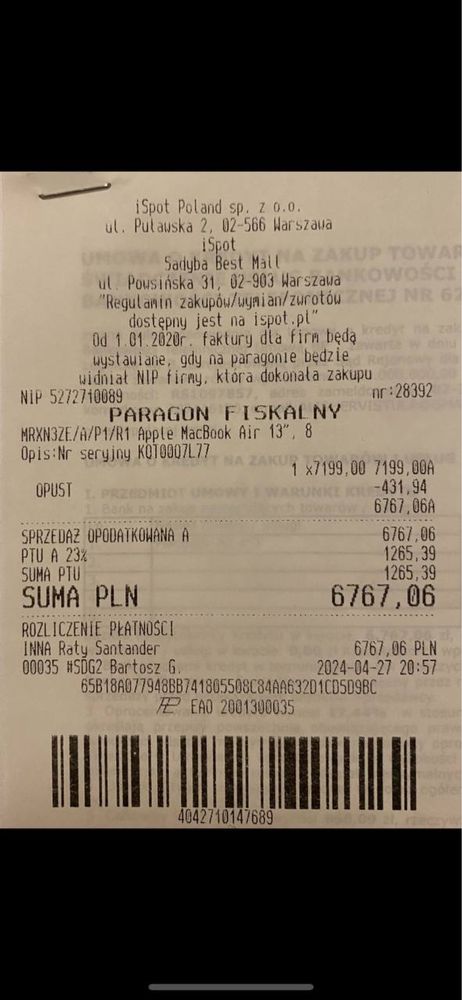 iSpot Poland sp. z o.o.
ul. Puławska 2, 02-566 Warszawa
iSpot
Sadyba Best Mall
ul. Powsińska 31, 02-903 Warszawa
"Regulamin zakupów/wymian/zwrotów
dostępny jest na ispot.pl"
Od 1.01.2020r. faktury dla firm będą
wystawiane, gdy na paragonie będzie
widniał NIP firmy, która dokonała zakupu
NIP 5272710089 nr:28392
PARAGON FISKALNY
MRXN3ZE/A/P1/R1 Apple MacBook Air 13", 8
Opis:Nr seryjny KQT00Q7L77
1 x7199,00 7199,00A
OPUST -431,94
6767,06A
SPRZEDAŻ OPODATKOWANA A 6767,06
PTU A 23% 1265,39
SUMA PTU 1265,39
SUMA PLN 6767,06
ROZLICZENIE PŁATNOŚCI
INNA Raty Santander 6767,06 PLN
00035 #SDG2 Bartosz G. 2024-04-27 20:57
65B18A077948BB741805508C84AA632D1CD5D9BC
EAO 2001300035
4042710147689